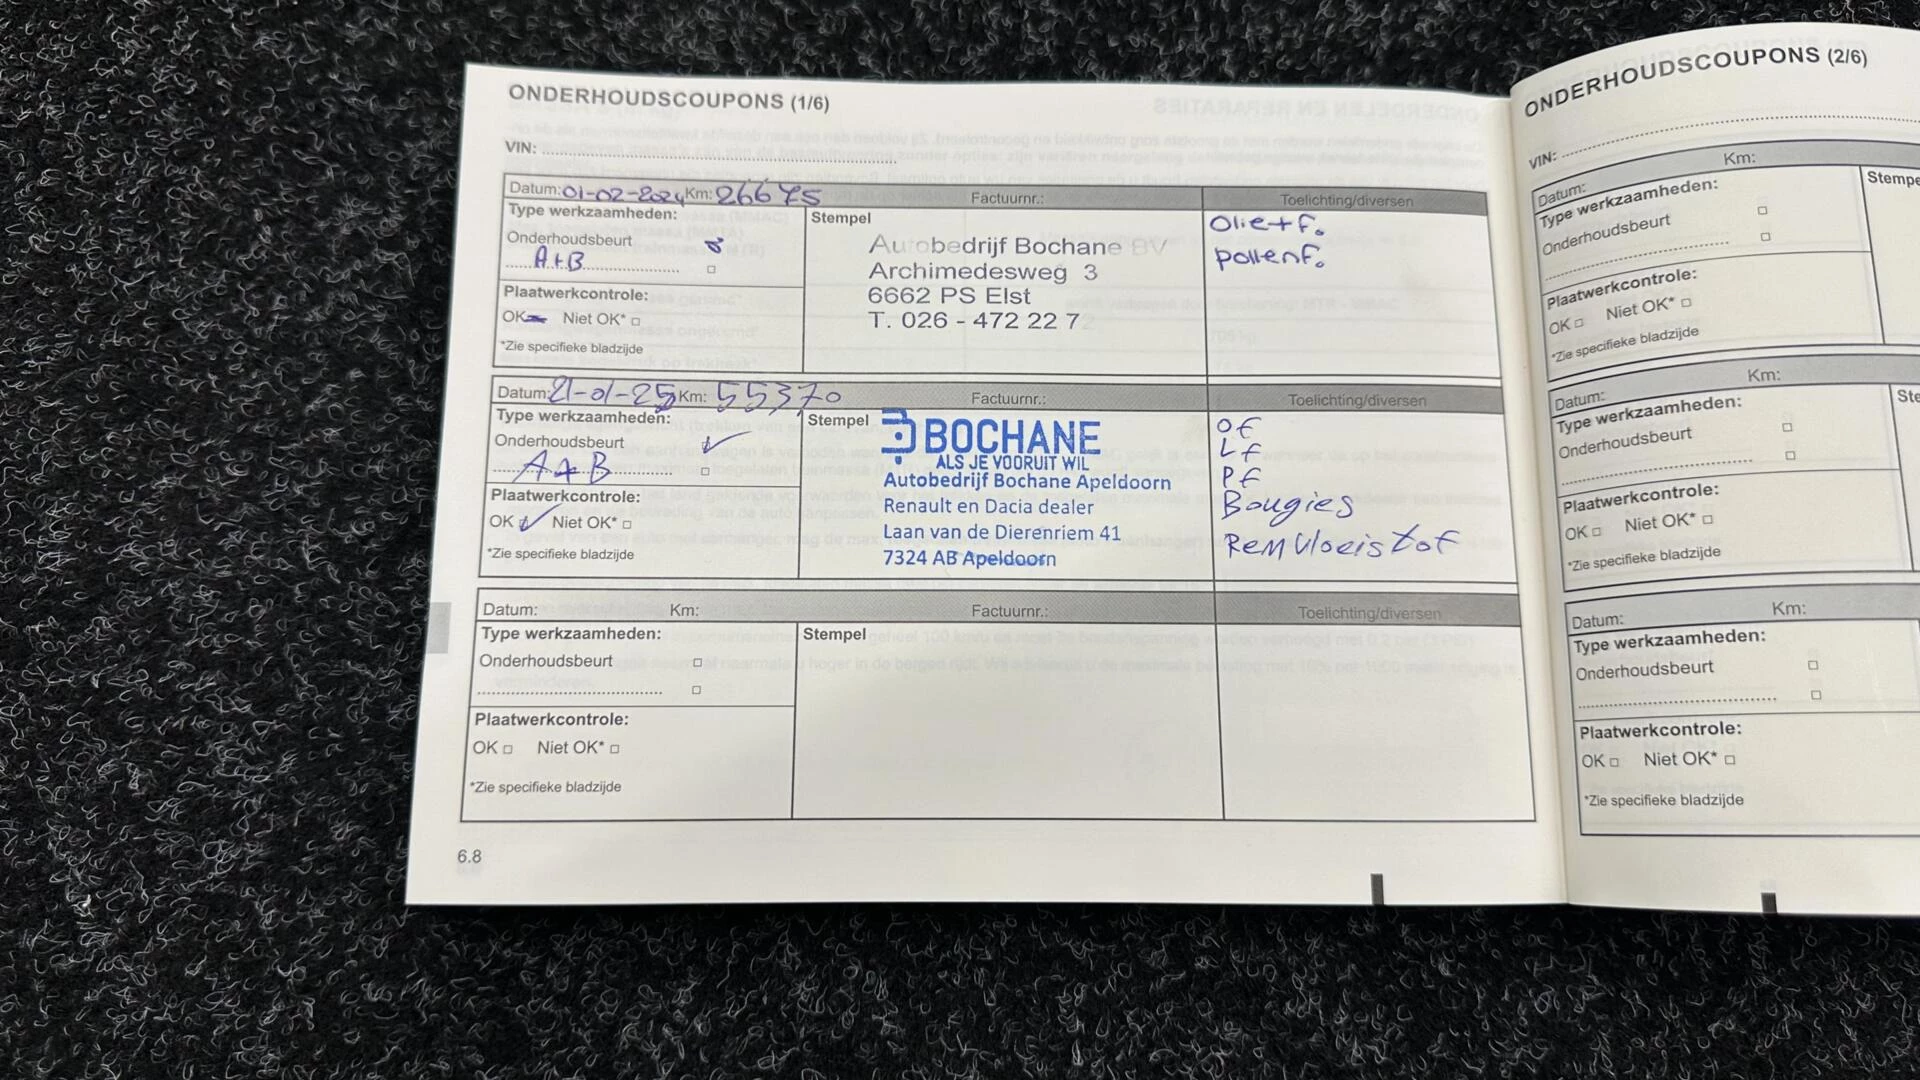 ONDERHOUDSCOUPONS (1/6)
VIN:
Datum: 01-02-2024 Km: 26675 Factuurnr.: Toelichting/diversen
Type werkzaamheden: Stempel
Onderhoudsbeurt
A+B
Plaatwerkcontrole:
OK Niet OK*
*Zie specifieke bladzijde
Autobedrijf Bochane BV
Archimedesweg 3
6662 PS Elst
T. 026 - 472 22 72
Olie+f.
pollenf.
Datum: 21-01-25 Km: 55370 Factuurnr.: Toelichting/diversen
Type werkzaamheden: Stempel
Onderhoudsbeurt
A+B
Plaatwerkcontrole:
OK Niet OK*
*Zie specifieke bladzijde
BOCHANE
ALS JE VOORUIT WIL
Autobedrijf Bochane Apeldoorn
Renault en Dacia dealer
Laan van de Dierenriem 41
7324 AB Apeldoorn
of
Lf
Pf
Bougies
Remvloeistof
Datum: Km: Factuurnr.: Toelichting/diversen
Type werkzaamheden: Stempel
Onderhoudsbeurt
Plaatwerkcontrole:
OK Niet OK*
*Zie specifieke bladzijde
6.8
ONDERHOUDSCOUPONS (2/6)
VIN:
Datum: Km:
Type werkzaamheden: Stempe
Onderhoudsbeurt
Plaatwerkcontrole:
OK Niet OK*
*Zie specifieke bladzijde
Datum: Km:
Type werkzaamheden: Ste
Onderhoudsbeurt
Plaatwerkcontrole:
OK Niet OK*
*Zie specifieke bladzijde
Datum: Km:
Type werkzaamheden:
Onderhoudsbeurt
Plaatwerkcontrole:
OK Niet OK*
*Zie specifieke bladzijde